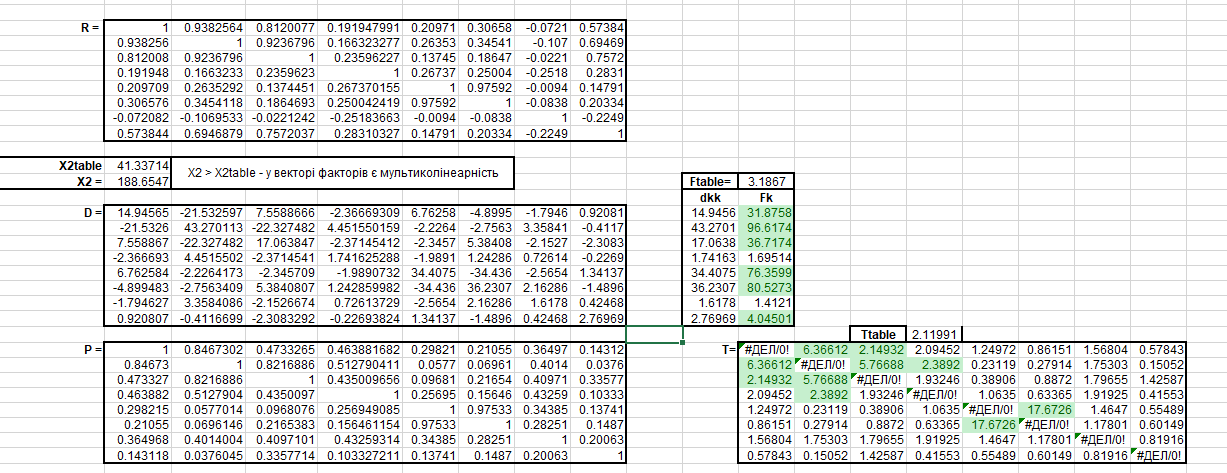 R = 1 0.9382564 0.8120077 0.191947991 0.20971 0.30658 -0.0721 0.57384
0.938256 1 0.9236796 0.166323277 0.26353 0.34541 -0.107 0.69469
0.812008 0.9236796 1 0.23596227 0.13745 0.18647 -0.0221 0.7572
0.191948 0.1663233 0.2359623 1 0.26737 0.25004 -0.2518 0.2831
0.209709 0.2635292 0.1374451 0.267370155 1 0.97592 -0.0094 0.14791
0.306576 0.3454118 0.1864693 0.250042419 0.97592 1 -0.0838 0.20334
-0.072082 -0.1069533 -0.0221242 -0.25183663 -0.0094 -0.0838 1 -0.2249
0.573844 0.6946879 0.7572037 0.28310327 0.14791 0.20334 -0.2249 1
X2table 41.33714
X2 = 188.6547
X2 > X2table - у векторі факторів є мультиколінеарність
Ftable= 3.1867
dkk Fk
D = 14.94565 -21.532597 7.5588666 -2.36669309 6.76258 -4.8995 -1.7946 0.92081 14.9456 31.8758
-21.5326 43.270113 -22.327482 4.451550159 -2.2264 -2.7563 3.35841 -0.4117 43.2701 96.6174
7.558867 -22.327482 17.063847 -2.37145412 -2.3457 5.38408 -2.1527 -2.3083 17.0638 36.7174
-2.366693 4.4515502 -2.3714541 1.741625288 -1.9891 1.24286 0.72614 -0.2269 1.74163 1.69514
6.762584 -2.2264173 -2.345709 -1.9890732 34.4075 -34.436 -2.5654 1.34137 34.4075 76.3599
-4.899483 -2.7563409 5.3840807 1.242859982 -34.436 36.2307 2.16286 -1.4896 36.2307 80.5273
-1.794627 3.3584086 -2.1526674 0.72613729 -2.5654 2.16286 1.6178 0.42468 1.6178 1.4121
0.920807 -0.4116699 -2.3083292 -0.22693824 1.34137 -1.4896 0.42468 2.76969 2.76969 4.04501
Ttable 2.11991
P = 1 0.8467302 0.4733265 0.463881682 0.29821 0.21055 0.36497 0.14312 T= #ДЕЛ/0! 6.36612 2.14932 2.09452 1.24972 0.86151 1.56804 0.57843
0.84673 1 0.8216886 0.512790411 0.0577 0.06961 0.4014 0.0376 6.36612 #ДЕЛ/0! 5.76688 2.3892 0.23119 0.27914 1.75303 0.15052
0.473327 0.8216886 1 0.435009656 0.09681 0.21654 0.40971 0.33577 2.14932 5.76688 #ДЕЛ/0! 1.93246 0.38906 0.8872 1.79655 1.42587
0.463882 0.5127904 0.4350097 1 0.25695 0.15646 0.43259 0.10333 2.09452 2.3892 1.93246 #ДЕЛ/0! 1.0635 0.63365 1.91925 0.41553
0.298215 0.0577014 0.0968076 0.256949085 1 0.97533 0.34385 0.13741 1.24972 0.23119 0.38906 1.0635 #ДЕЛ/0! 17.6726 1.4647 0.55489
0.21055 0.0696146 0.2165383 0.156461154 0.97533 1 0.28251 0.1487 0.86151 0.27914 0.8872 0.63365 17.6726 #ДЕЛ/0! 1.17801 0.60149
0.364968 0.4014004 0.4097101 0.43259314 0.34385 0.28251 1 0.20063 1.56804 1.75303 1.79655 1.91925 1.4647 1.17801 #ДЕЛ/0! 0.81916
0.143118 0.0376045 0.3357714 0.103327211 0.13741 0.1487 0.20063 1 0.57843 0.15052 1.42587 0.41553 0.55489 0.60149 0.81916 #ДЕЛ/0!